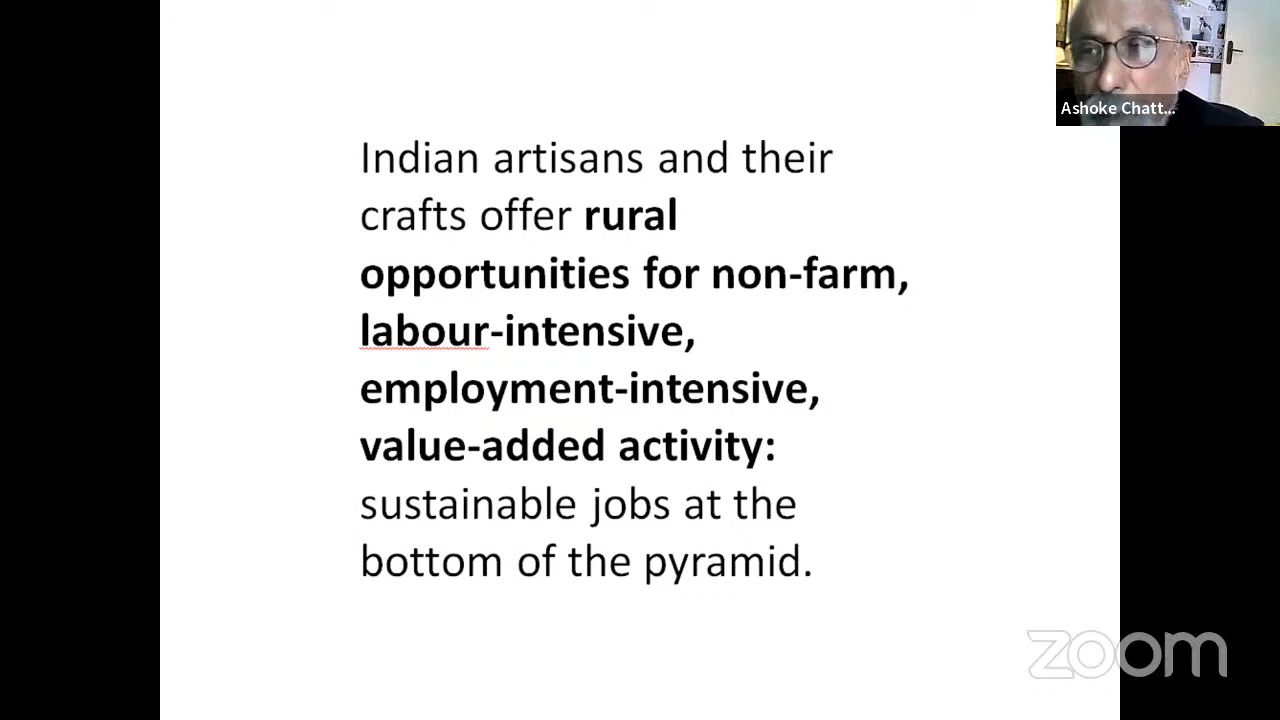 Ashoke Chatt...
Indian artisans and their
crafts offer rural
opportunities for non-farm,
labour-intensive,
employment-intensive,
value-added activity:
sustainable jobs at the
bottom of the pyramid.
zoom